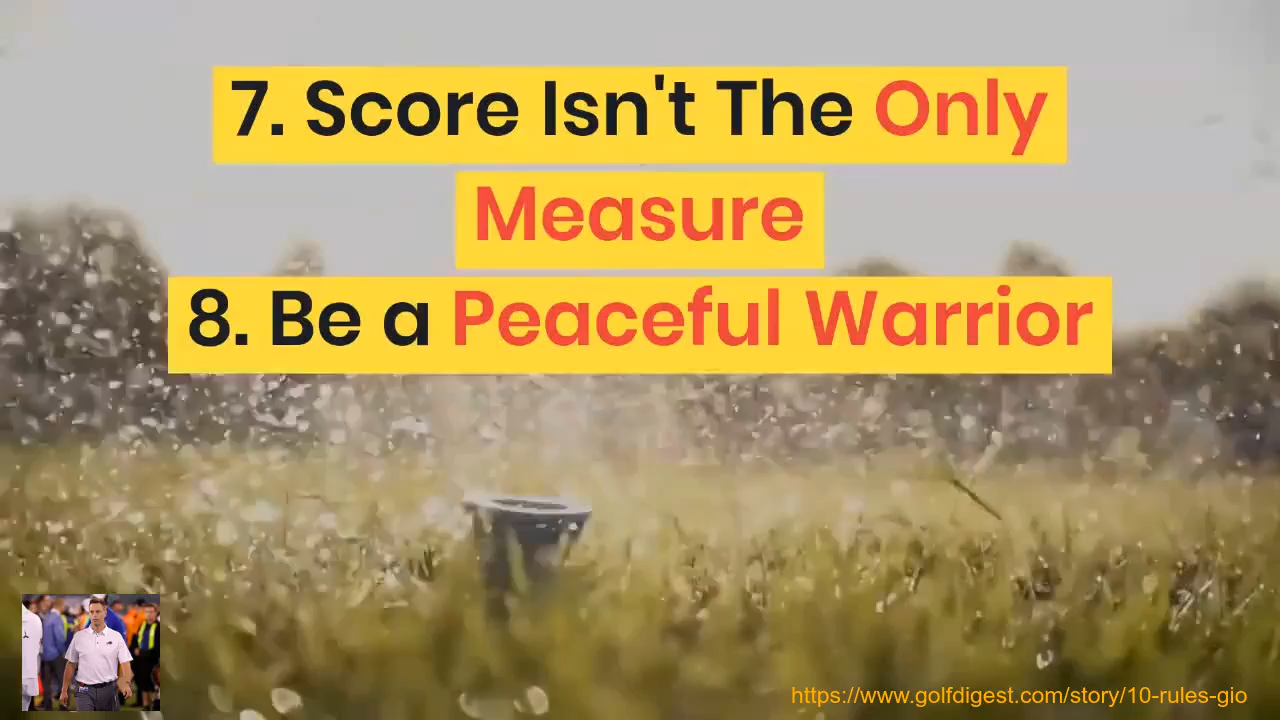 7. Score Isn't The Only
Measure
8. Be a Peaceful Warrior
https://www.golfdigest.com/story/10-rules-gio